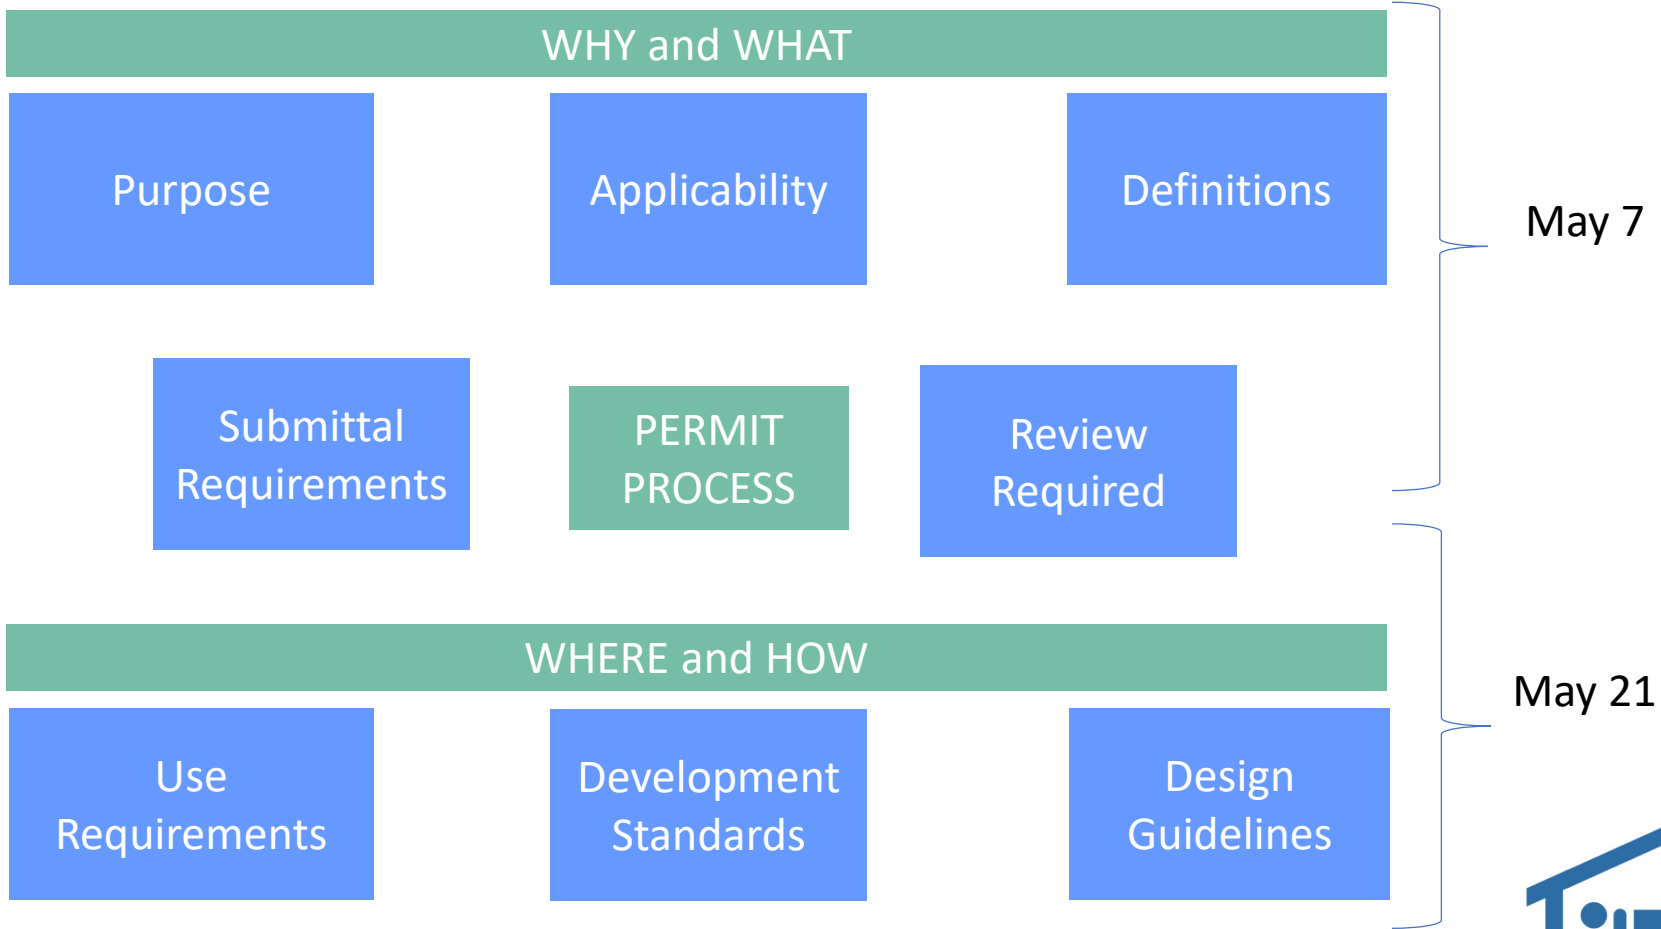 WHY and WHAT
Purpose
Applicability
Definitions
May 7
Submittal
Requirements
PERMIT
PROCESS
Review
Required
WHERE and HOW
May 21
Use
Requirements
Development
Standards
Design
Guidelines